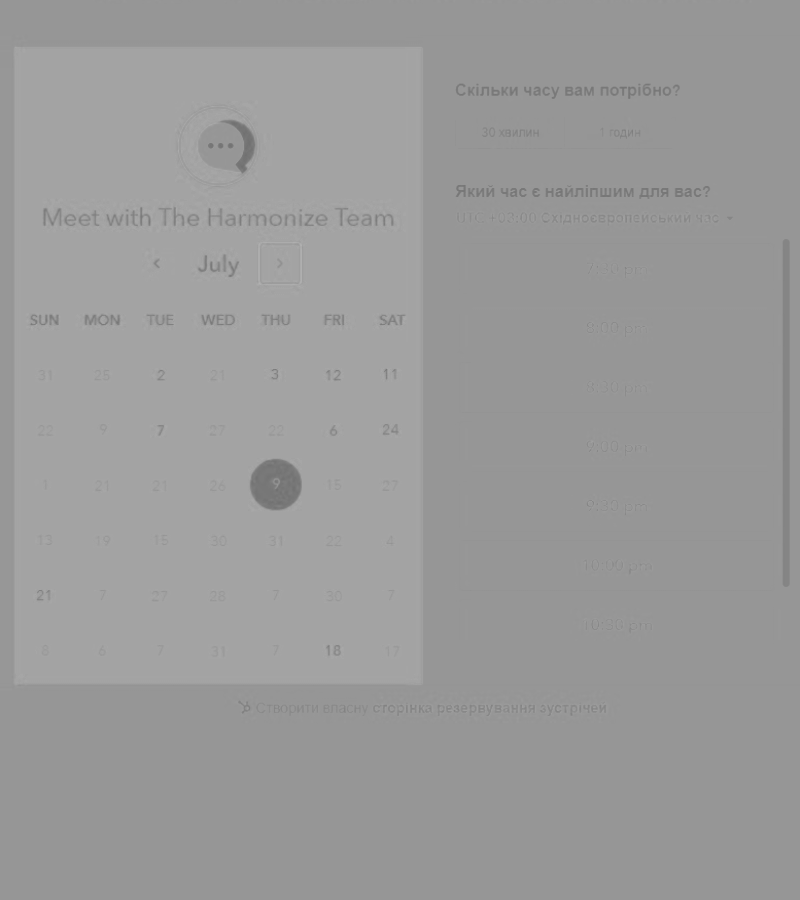 Meet with The Harmonize Team
July
SUN MON TUE WED THU FRI SAT
31 25 2 21 3 12 11
22 9 7 27 22 6 24
1 21 21 26 9 15 27
13 19 15 30 31 22 4
21 7 27 28 7 30 7
8 6 7 31 7 18 17
Скільки часу вам потрібно?
30 хвилин 1 годин
Який час є найліпшим для вас?
UTC +03:00 Східноєвропейський час
7:30 pm
8:00 pm
8:30 pm
9:00 pm
9:30 pm
10:00 pm
10:30 pm
Створити власну сторінка резервування зустрічей